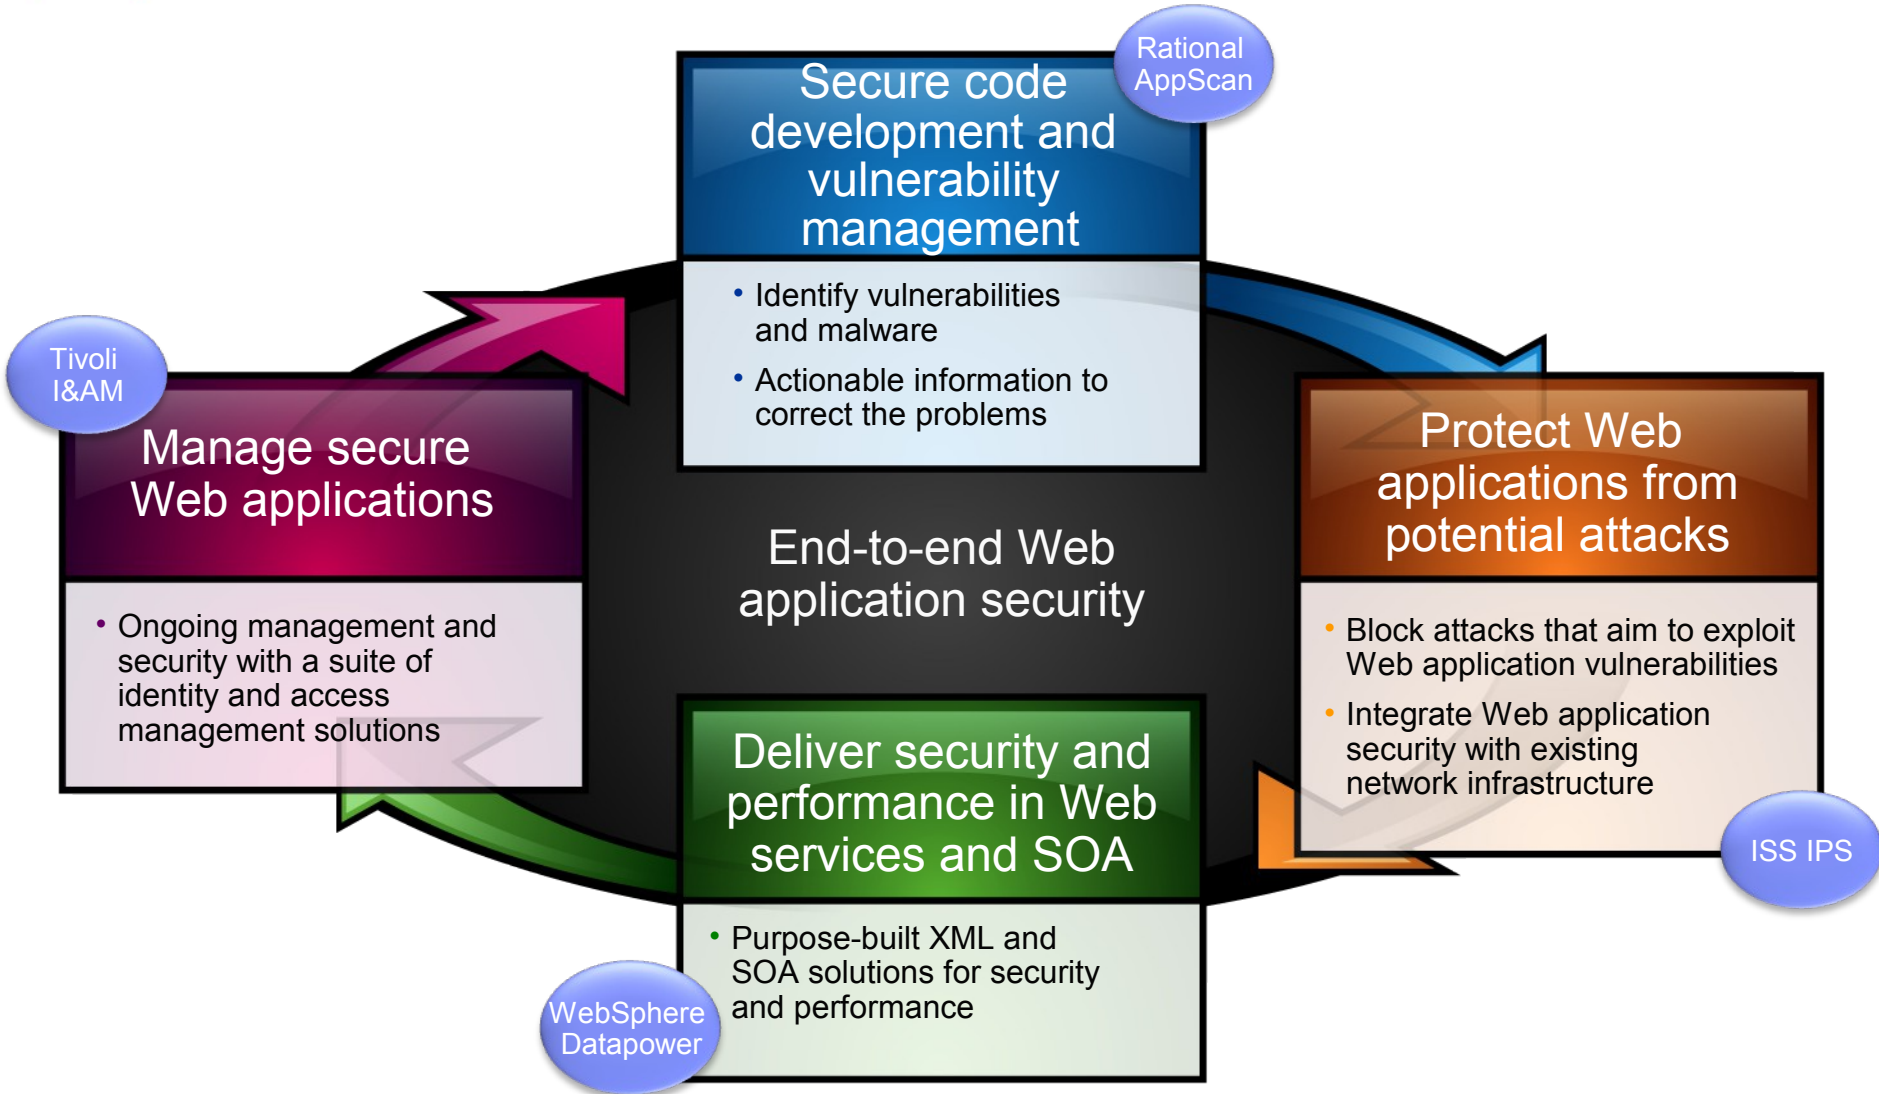 Rational
AppScan
Secure code
development and
vulnerability
management
• Identify vulnerabilities
and malware
• Actionable information to
correct the problems
Tivoli
I&AM
Manage secure
Web applications
• Ongoing management and
security with a suite of
identity and access
management solutions
End-to-end Web
application security
Protect Web
applications from
potential attacks
• Block attacks that aim to exploit
Web application vulnerabilities
• Integrate Web application
security with existing
network infrastructure
ISS IPS
Deliver security and
performance in Web
services and SOA
• Purpose-built XML and
SOA solutions for security
and performance
WebSphere
Datapower